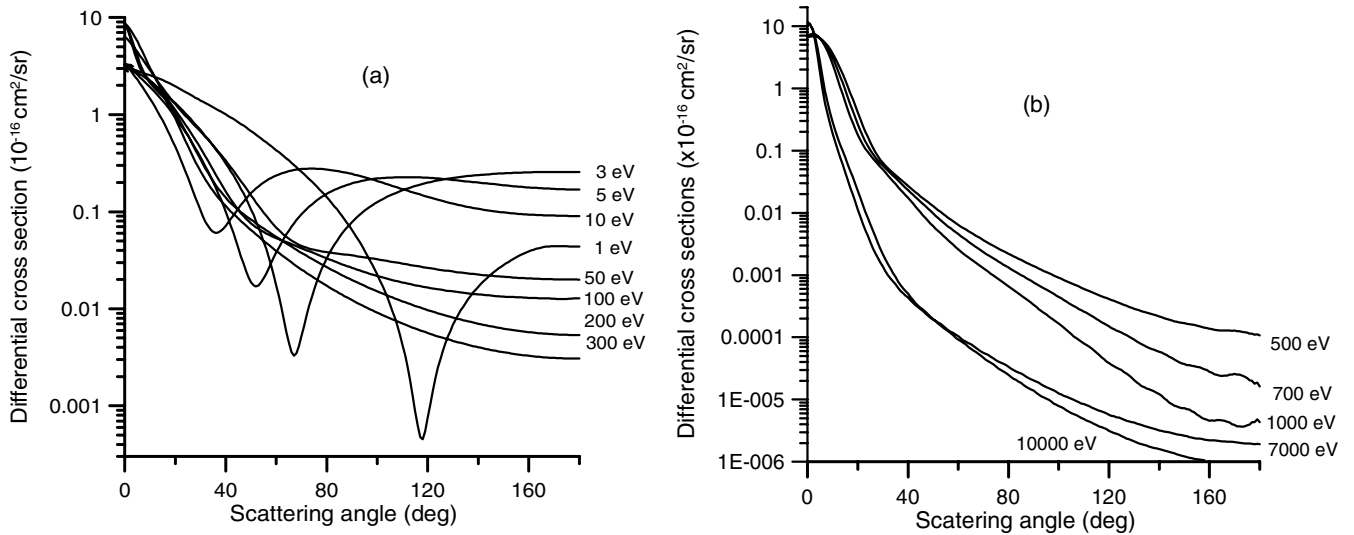 Differential cross section (10⁻¹⁶ cm²/sr)
10
1
0.1
0.01
0.001
(a)
3 eV
5 eV
10 eV
1 eV
50 eV
100 eV
200 eV
300 eV
0
40
80
120
160
Scattering angle (deg)
Differential cross sections (x10⁻¹⁶ cm²/sr)
10
1
0.1
0.01
0.001
0.0001
1E-005
1E-006
(b)
500 eV
700 eV
1000 eV
7000 eV
10000 eV
0
40
80
120
160
Scatering angle (deg)